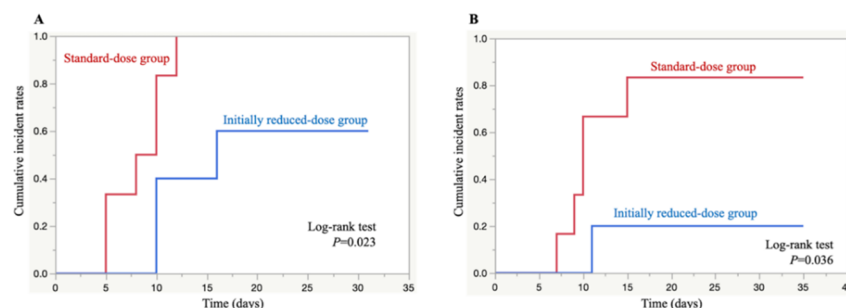 A
1.0
Standard-dose group
0.8
0.6
Initially reduced-dose group
0.4
0.2
Log-rank test
P=0.023
0.0
0 5 10 15 20 25 30 35
Time (days)
Cumulative incident rates
B
1.0
Standard-dose group
0.8
0.6
0.4
Initially reduced-dose group
0.2
Log-rank test
P=0.036
0.0
0 5 10 15 20 25 30 35
Time (days)
Cumulative incident rates